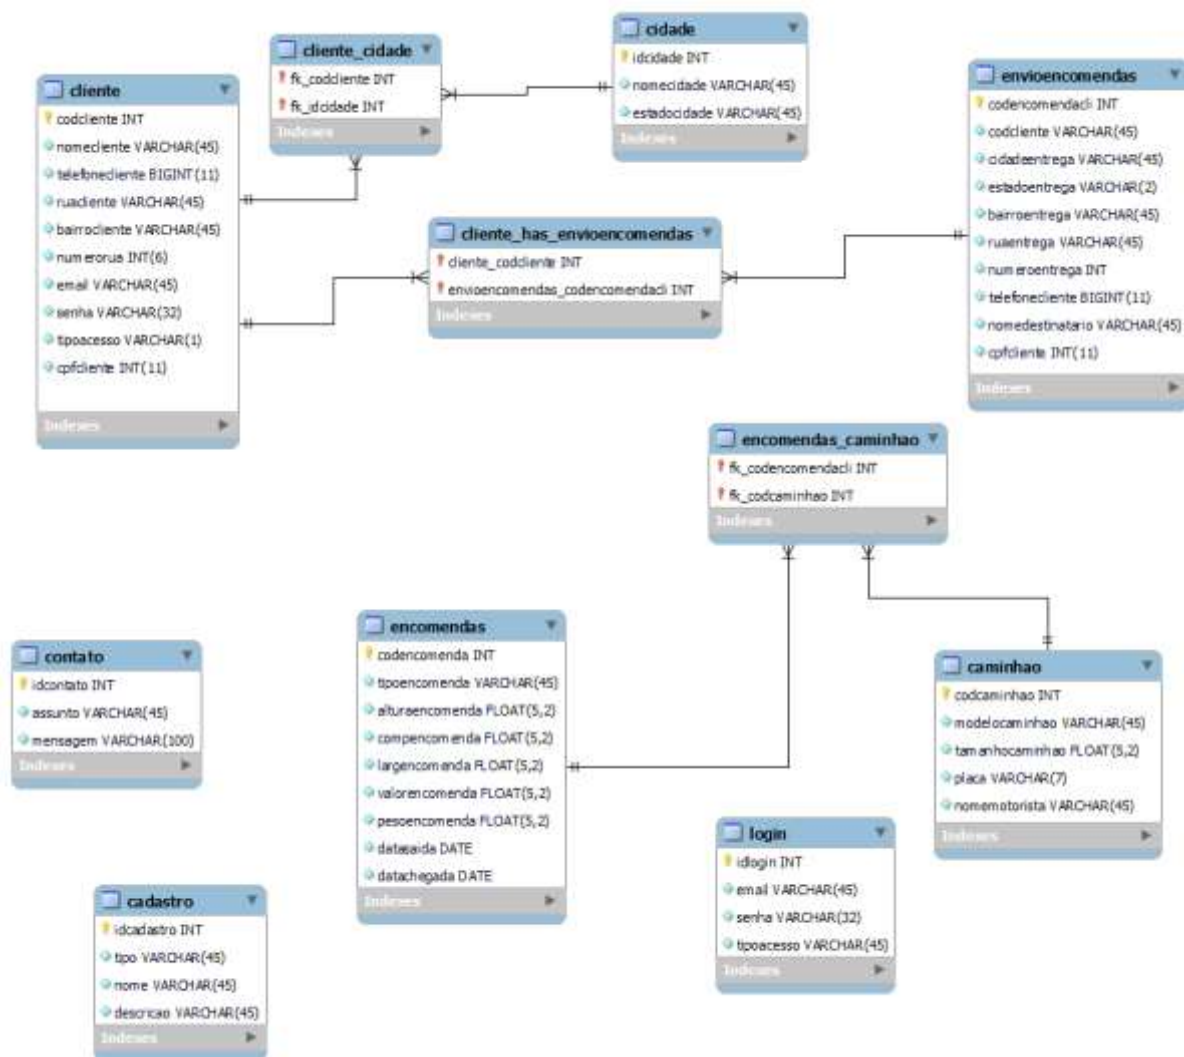 cliente_cidade
fk_codcliente INT
fk_idcidade INT
Indexes
cidade
idcidade INT
nomecidade VARCHAR(45)
estadocidade VARCHAR(45)
Indexes
cliente
codcliente INT
nomecliente VARCHAR(45)
telefonecliente BIGINT(11)
ruacliente VARCHAR(45)
bairrocliente VARCHAR(45)
numerorua INT(6)
email VARCHAR(45)
senha VARCHAR(32)
tipoacesso VARCHAR(1)
cpfcliente INT(11)
Indexes
envioencomendas
codencomendacli INT
codcliente VARCHAR(45)
cidadeentrega VARCHAR(45)
estadoentrega VARCHAR(2)
bairroentrega VARCHAR(45)
ruaentrega VARCHAR(45)
numeroentrega INT
telefonecliente BIGINT(11)
nomedestinatario VARCHAR(45)
cpfcliente INT(11)
Indexes
cliente_has_envioencomendas
cliente_codcliente INT
envioencomendas_codencomendacli INT
Indexes
encomendas_caminhao
fk_codencomendacli INT
fk_codcaminhao INT
Indexes
encomendas
codencomenda INT
tipoencomenda VARCHAR(45)
alturaencomenda FLOAT(5,2)
compencomenda FLOAT(5,2)
largencomenda FLOAT(5,2)
valorencomenda FLOAT(5,2)
pesoencomenda FLOAT(5,2)
datasaida DATE
datachegada DATE
Indexes
contato
idcontato INT
assunto VARCHAR(45)
mensagem VARCHAR(100)
Indexes
caminhao
codcaminhao INT
modelocaminhao VARCHAR(45)
tamanhocaminhao FLOAT(5,2)
placa VARCHAR(7)
nomemotorista VARCHAR(45)
Indexes
login
idlogin INT
email VARCHAR(45)
senha VARCHAR(32)
tipoacesso VARCHAR(45)
Indexes
cadastro
idcadastro INT
tipo VARCHAR(45)
nome VARCHAR(45)
descricao VARCHAR(45)
Indexes